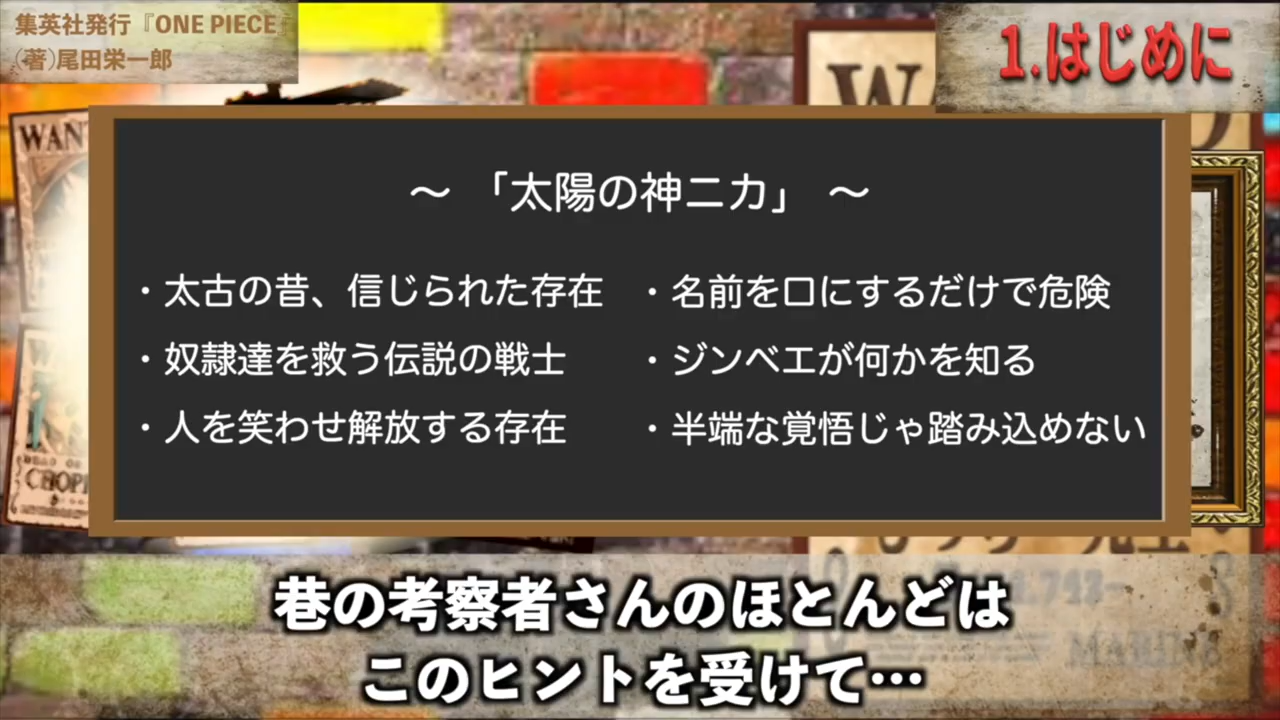 集英社発行『ONE PIECE』
(著)尾田栄一郎
1.はじめに
WAN
W
～ 「太陽の神ニカ」 ～
・太古の昔、信じられた存在
・奴隷達を救う伝説の戦士
・人を笑わせ解放する存在
・名前を口にするだけで危険
・ジンベエが何かを知る
・半端な覚悟じゃ踏み込めない
CHOP
MARINE
巷の考察者さんのほとんどは
このヒントを受けて…